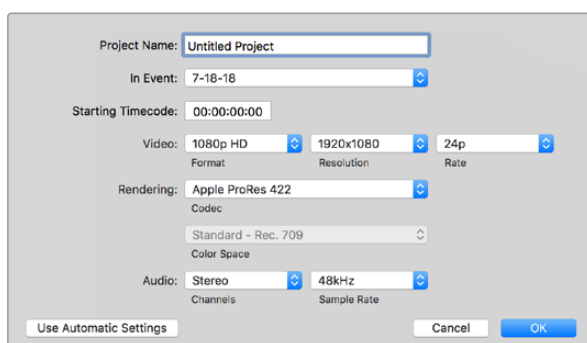 Project Name: Untitled Project
In Event: 7-18-18
Starting Timecode: 00:00:00:00
Video: 1080p HD 1920x1080 24p
Format Resolution Rate
Rendering: Apple ProRes 422
Codec
Standard - Rec. 709
Color Space
Audio: Stereo 48kHz
Channels Sample Rate
Use Automatic Settings Cancel OK